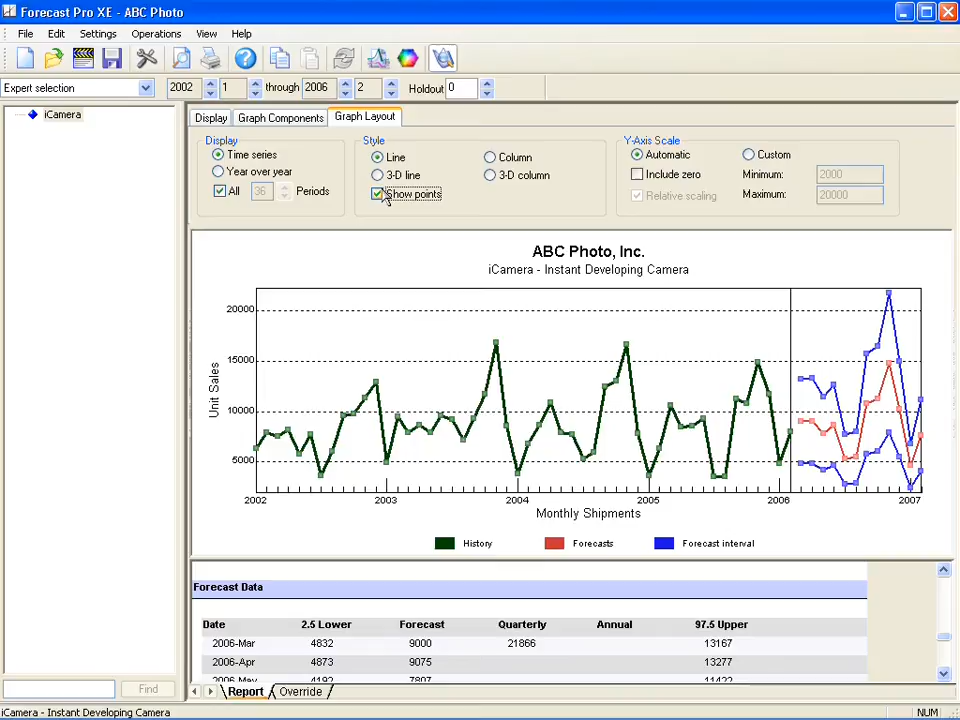 Forecast Pro XE - ABC Photo
File Edit Settings Operations View Help
Expert selection 2002 1 through 2006 2 Holdout 0
iCamera
Display Graph Components Graph Layout
Display Style Y-Axis Scale
Time series Line Column Automatic Custom
Year over year 3-D line 3-D column Include zero Minimum: 2000
All 36 Periods Show points Relative scaling Maximum: 20000
ABC Photo, Inc.
iCamera - Instant Developing Camera
20000
15000
10000
5000
Unit Sales
2002 2003 2004 2005 2006 2007
Monthly Shipments
History Forecasts Forecast interval
Forecast Data
Date 2.5 Lower Forecast Quarterly Annual 97.5 Upper
2006-Mar 4832 9000 21866 13167
2006-Apr 4873 9075 13277
2006-May 4192 7807 11422
Find Report Override
iCamera - Instant Developing Camera NUM